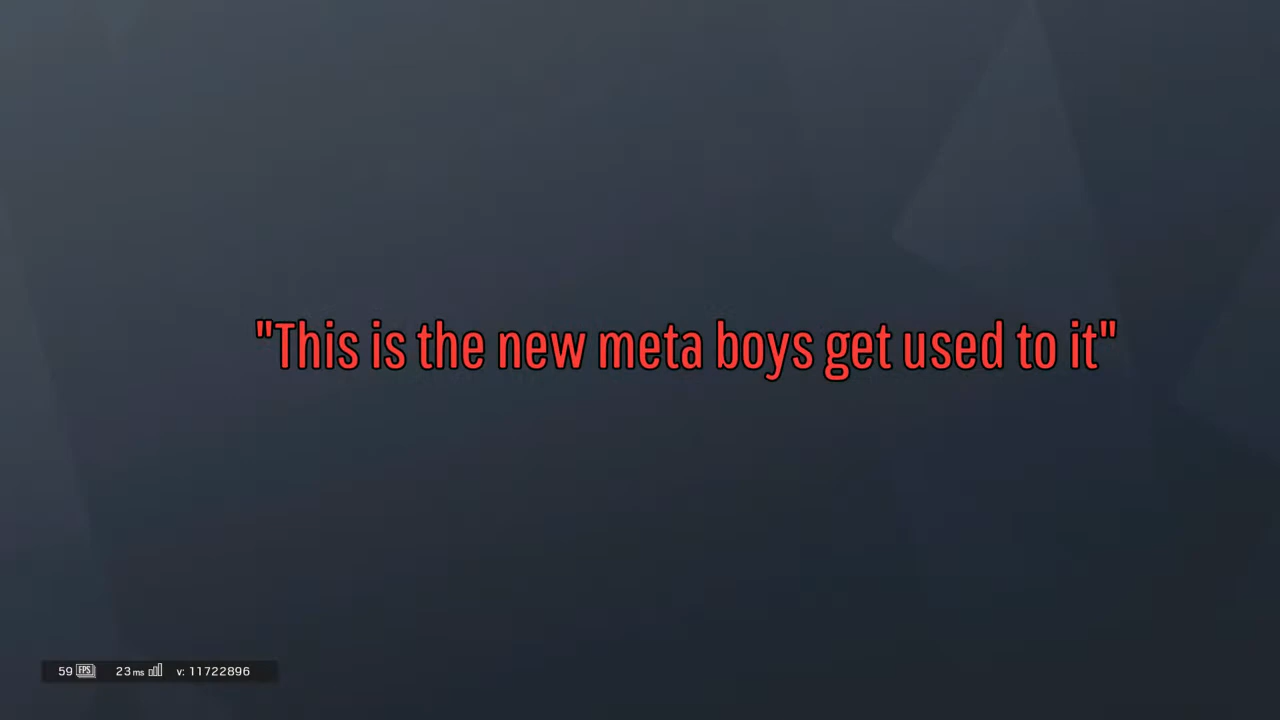 "This is the new meta boys get used to it"
59 FPS 23 ms v: 11722896